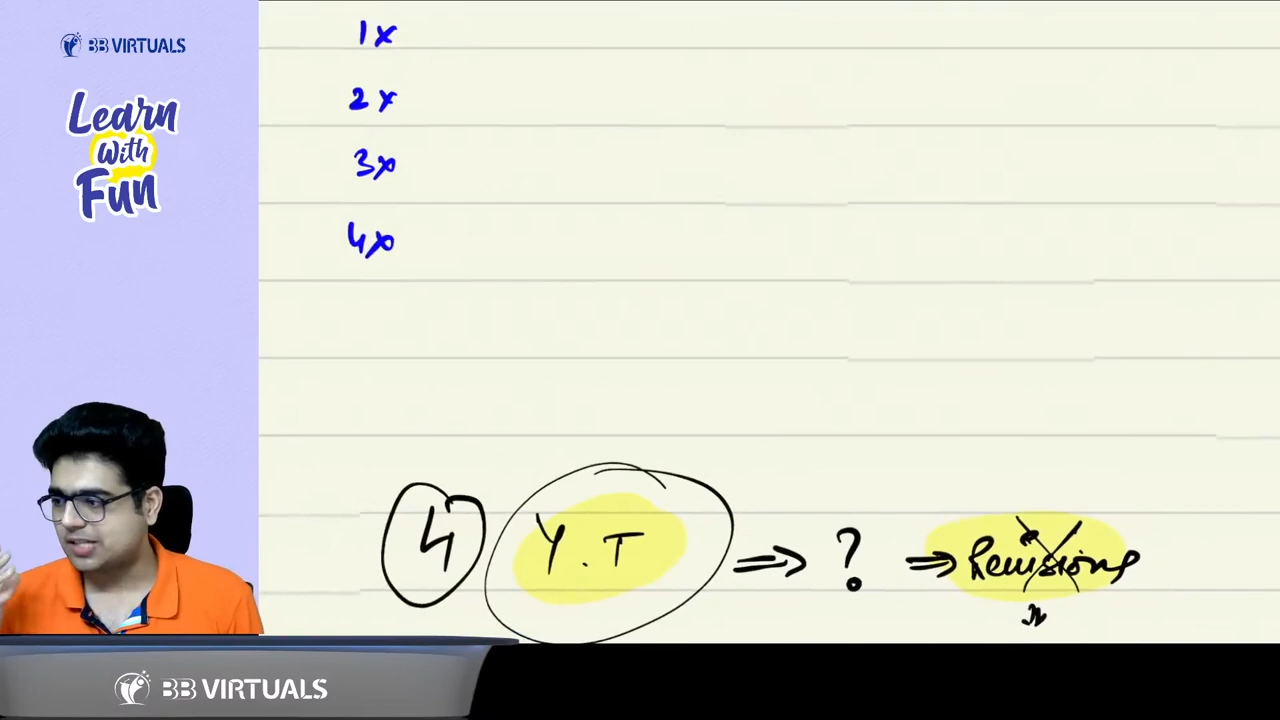 BB VIRTUALS
Learn
With
Fun
1x
2x
3x
4x
4 Y.T ⇒ ? ⇒ Revisions
BB VIRTUALS